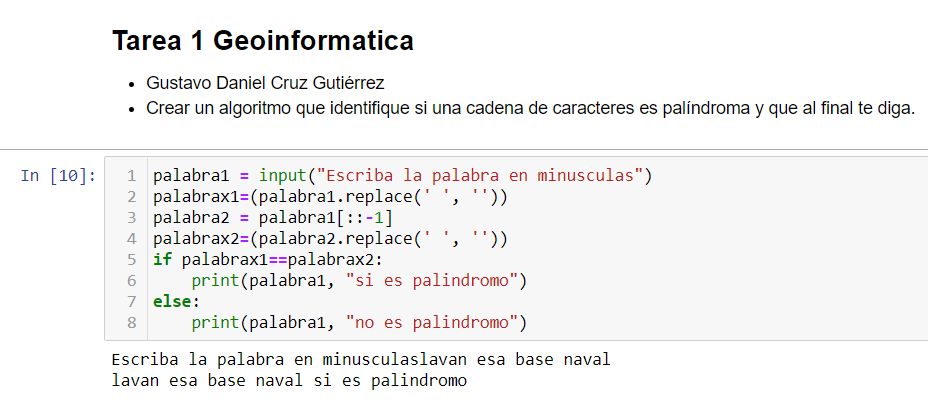 Tarea 1 Geoinformatica
• Gustavo Daniel Cruz Gutiérrez
• Crear un algoritmo que identifique si una cadena de caracteres es palíndroma y que al final te diga.
In [10]:
1 palabra1 = input("Escriba la palabra en minusculas")
2 palabrax1=(palabra1.replace(' ', ''))
3 palabra2 = palabra1[::-1]
4 palabrax2=(palabra2.replace(' ', ''))
5 if palabrax1==palabrax2:
6     print(palabra1, "si es palindromo")
7 else:
8     print(palabra1, "no es palindromo")
Escriba la palabra en minusculaslavan esa base naval
lavan esa base naval si es palindromo